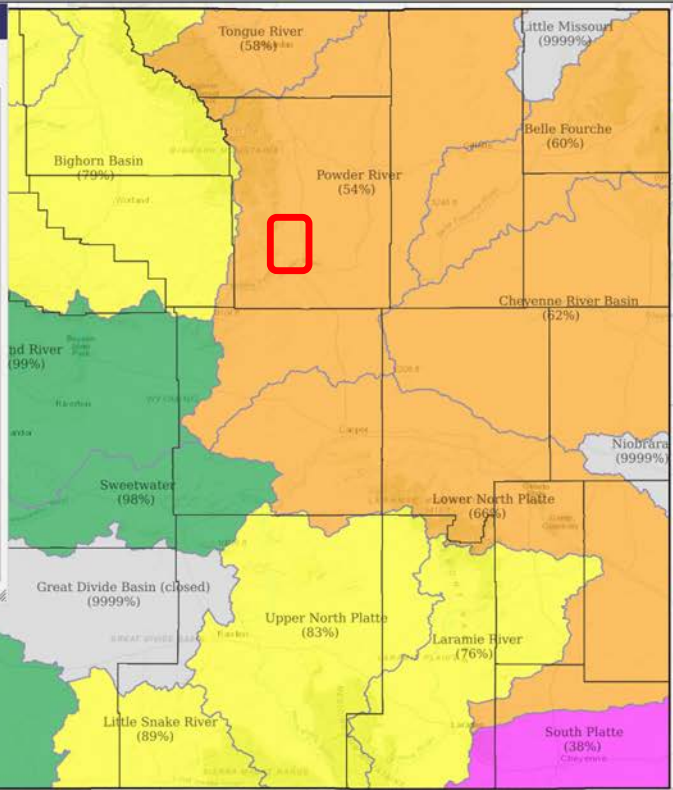 Tongue River
(58%)
Little Missouri
(9999%)
Belle Fourche
(60%)
Bighorn Basin
(79%)
Powder River
(54%)
Cheyenne River Basin
(62%)
nd River
(99%)
Casper
Niobrara
(9999%)
Sweetwater
(98%)
Lower North Platte
(66%)
Great Divide Basin (closed)
(9999%)
Upper North Platte
(83%)
Laramie River
(76%)
Little Snake River
(89%)
South Platte
(38%)
Cheyenne